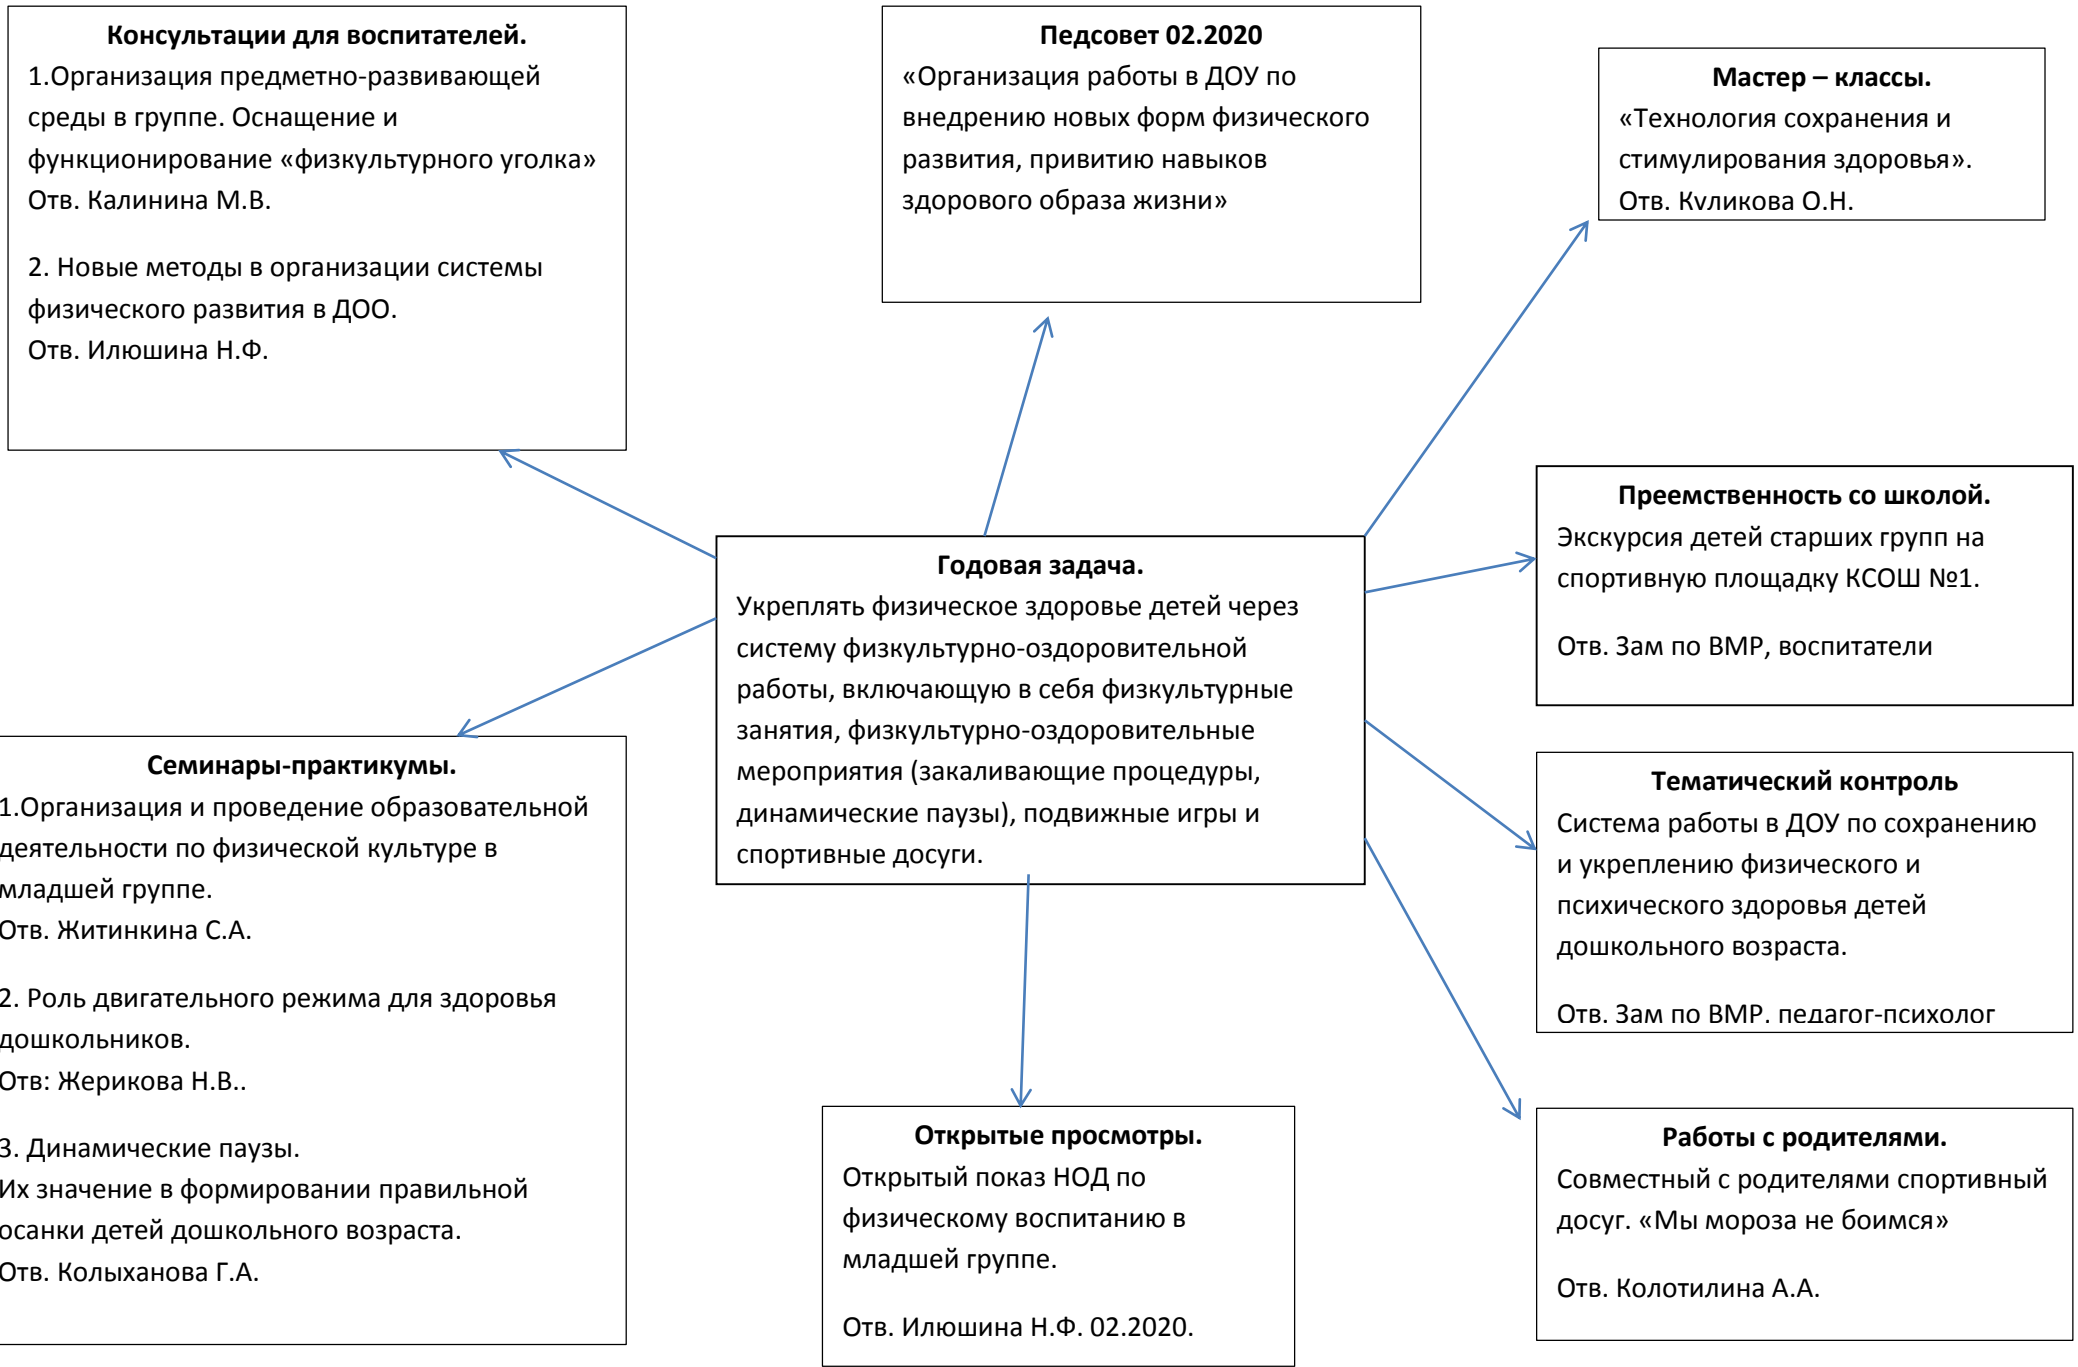 Консультации для воспитателей.
1.Организация предметно-развивающей
среды в группе. Оснащение и
функционирование «физкультурного уголка»
Отв. Калинина М.В.
2. Новые методы в организации системы
физического развития в ДОО.
Отв. Илюшина Н.Ф.
Педсовет 02.2020
«Организация работы в ДОУ по
внедрению новых форм физического
развития, привитию навыков
здорового образа жизни»
Мастер – классы.
«Технология сохранения и
стимулирования здоровья».
Отв. Куликова О.Н.
Преемственность со школой.
Экскурсия детей старших групп на
спортивную площадку КСОШ №1.
Отв. Зам по ВМР, воспитатели
Годовая задача.
Укреплять физическое здоровье детей через
систему физкультурно-оздоровительной
работы, включающую в себя физкультурные
занятия, физкультурно-оздоровительные
мероприятия (закаливающие процедуры,
динамические паузы), подвижные игры и
спортивные досуги.
Семинары-практикумы.
1.Организация и проведение образовательной
деятельности по физической культуре в
младшей группе.
Отв. Житинкина С.А.
2. Роль двигательного режима для здоровья
дошкольников.
Отв: Жерикова Н.В..
3. Динамические паузы.
Их значение в формировании правильной
осанки детей дошкольного возраста.
Отв. Колыханова Г.А.
Тематический контроль
Система работы в ДОУ по сохранению
и укреплению физического и
психического здоровья детей
дошкольного возраста.
Отв. Зам по ВМР, педагог-психолог
Открытые просмотры.
Открытый показ НОД по
физическому воспитанию в
младшей группе.
Отв. Илюшина Н.Ф. 02.2020.
Работы с родителями.
Совместный с родителями спортивный
досуг. «Мы мороза не боимся»
Отв. Колотилина А.А.